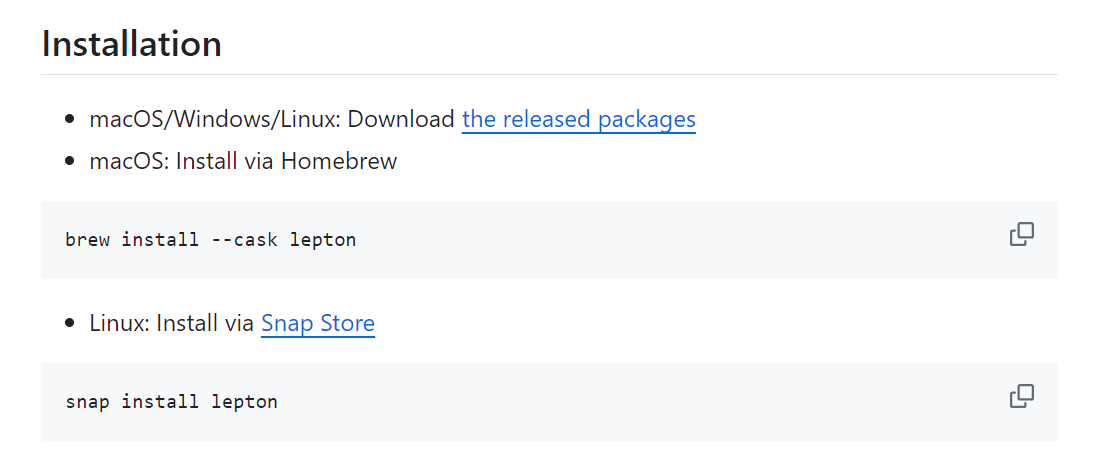 Installation
macOS/Windows/Linux: Download the released packages
macOS: Install via Homebrew
brew install --cask lepton
Linux: Install via Snap Store
snap install lepton